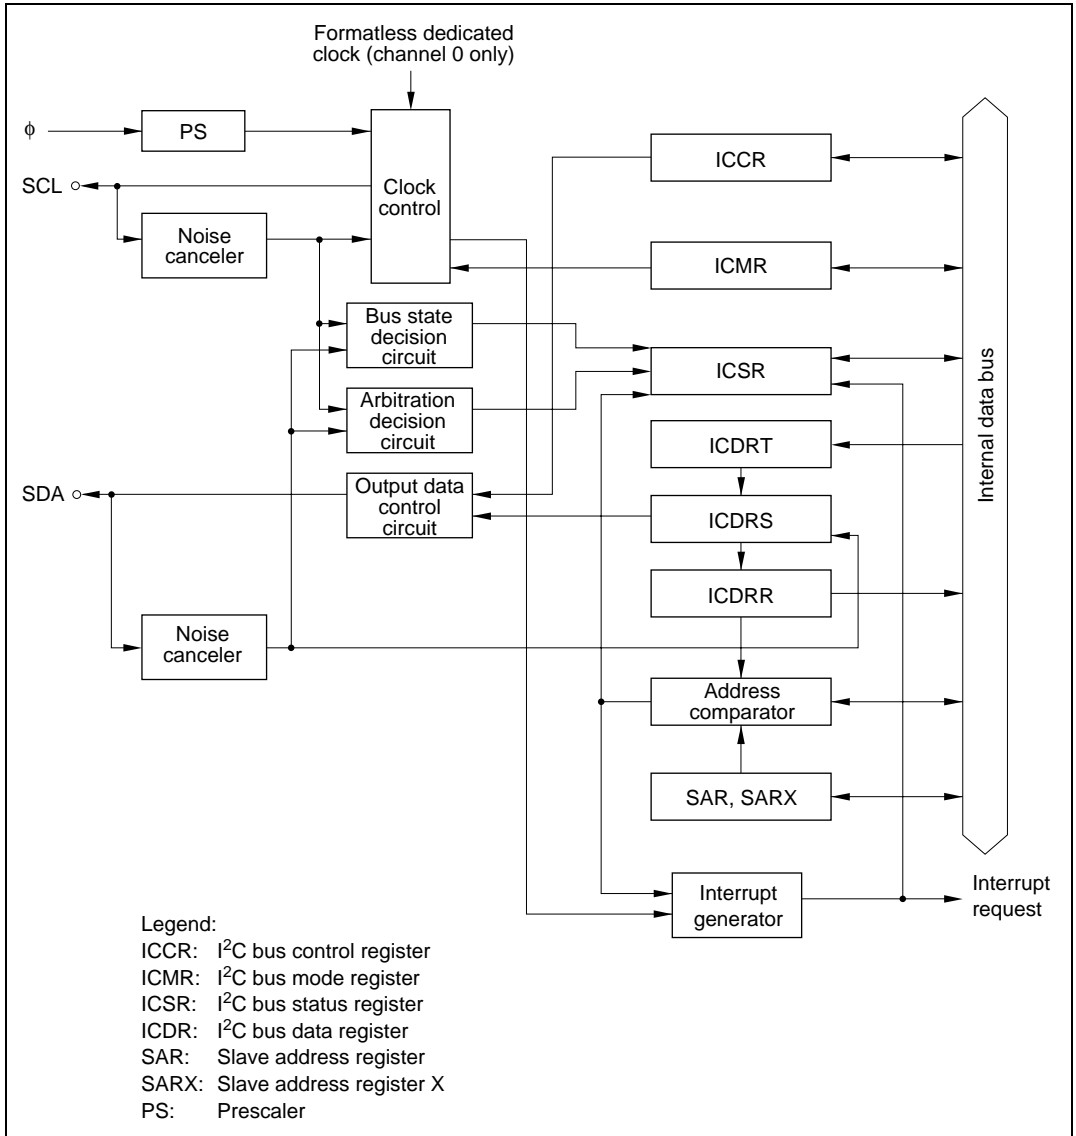 Formatless dedicated
clock (channel 0 only)
ϕ
PS
SCL
Clock
control
Noise
canceler
ICCR
ICMR
Bus state
decision
circuit
ICSR
Arbitration
decision
circuit
ICDRT
SDA
Output data
control
circuit
ICDRS
ICDRR
Noise
canceler
Address
comparator
SAR, SARX
Internal data bus
Interrupt
generator
Interrupt
request
Legend:
ICCR: I²C bus control register
ICMR: I²C bus mode register
ICSR: I²C bus status register
ICDR: I²C bus data register
SAR: Slave address register
SARX: Slave address register X
PS: Prescaler